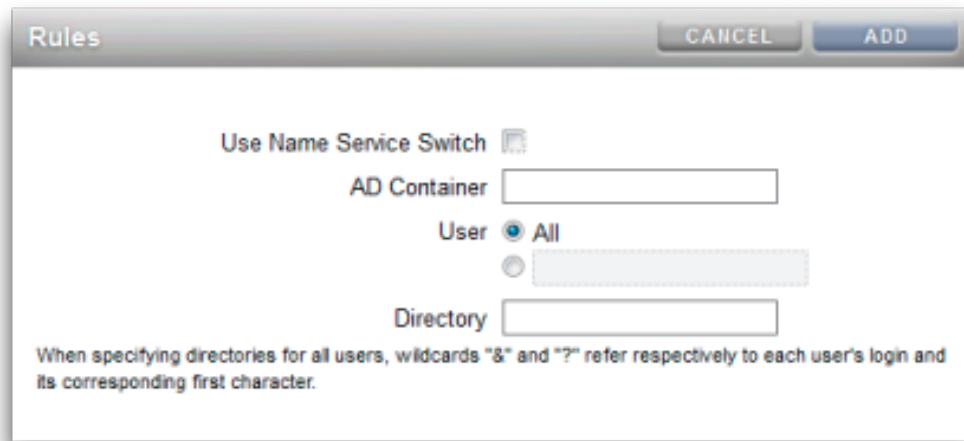 Rules
CANCEL
ADD
Use Name Service Switch
AD Container
User
All
Directory
When specifying directories for all users, wildcards "&" and "?" refer respectively to each user's login and
its corresponding first character.